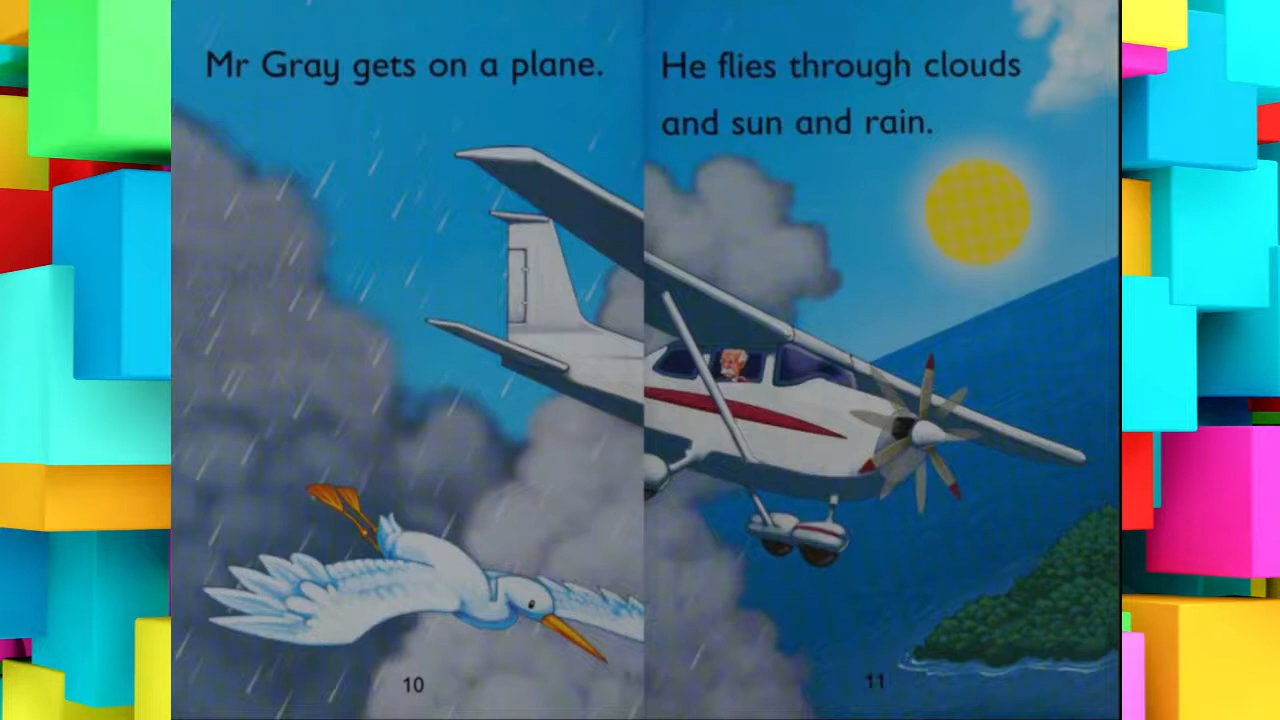 Mr Gray gets on a plane.
10
He flies through clouds
and sun and rain.
11